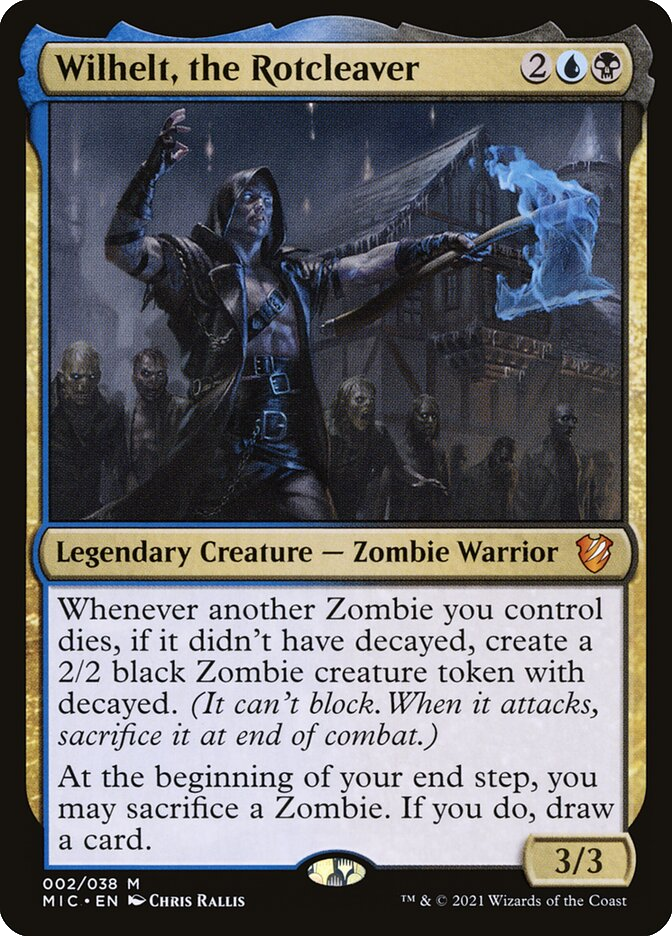 Wilhelt, the Rotcleaver 2
Legendary Creature — Zombie Warrior
Whenever another Zombie you control
dies, if it didn't have decayed, create a
2/2 black Zombie creature token with
decayed. (It can't block. When it attacks,
sacrifice it at end of combat.)
At the beginning of your end step, you
may sacrifice a Zombie. If you do, draw
a card.
3/3
002/038 M
MIC • EN Chris Rallis
™ & © 2021 Wizards of the Coast